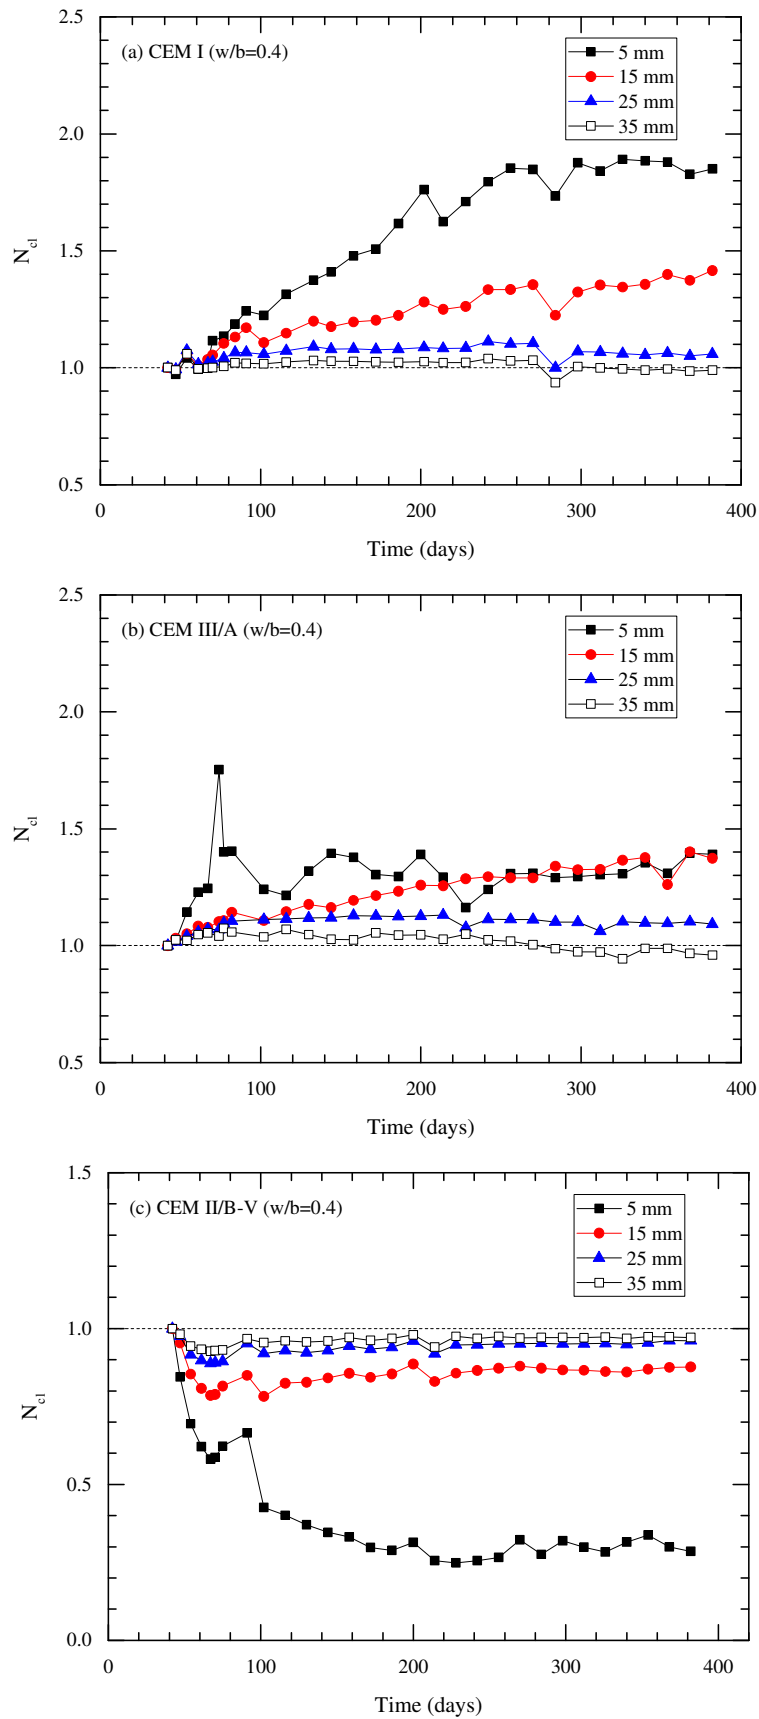 2.5
(a) CEM I (w/b=0.4)
5 mm
15 mm
25 mm
35 mm
2.0
1.5
1.0
0.5
N_cl
0 100 200 300 400
Time (days)
2.5
(b) CEM III/A (w/b=0.4)
5 mm
15 mm
25 mm
35 mm
2.0
1.5
1.0
0.5
N_cl
0 100 200 300 400
Time (days)
1.5
(c) CEM II/B-V (w/b=0.4)
5 mm
15 mm
25 mm
35 mm
1.0
0.5
0.0
N_cl
0 100 200 300 400
Time (days)